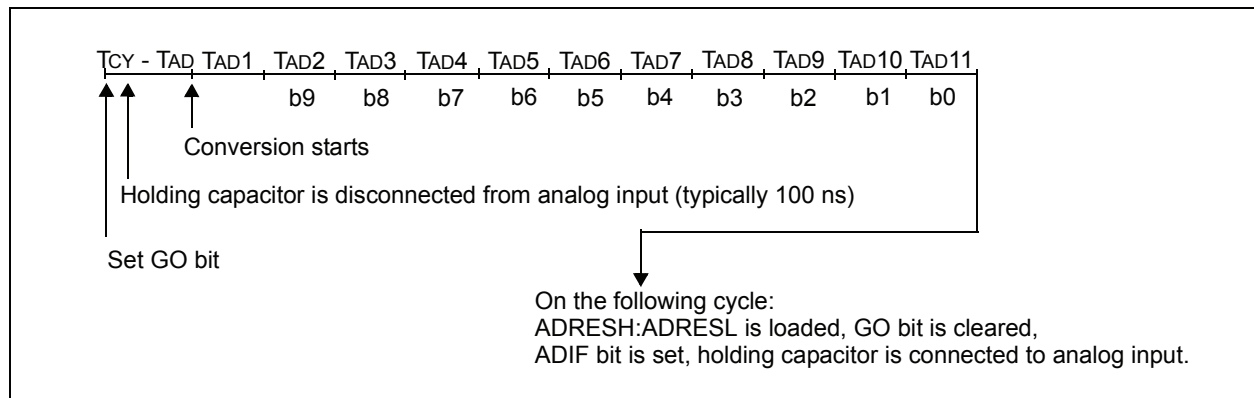 TCY - TAD TAD1 TAD2 TAD3 TAD4 TAD5 TAD6 TAD7 TAD8 TAD9 TAD10 TAD11
b9 b8 b7 b6 b5 b4 b3 b2 b1 b0
Conversion starts
Holding capacitor is disconnected from analog input (typically 100 ns)
Set GO bit
On the following cycle:
ADRESH:ADRESL is loaded, GO bit is cleared,
ADIF bit is set, holding capacitor is connected to analog input.